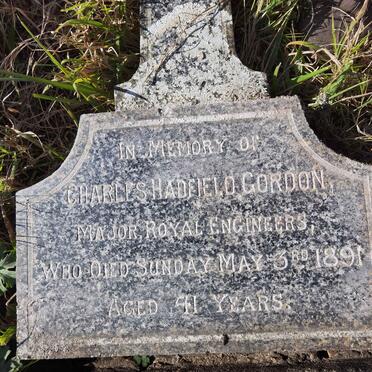 IN MEMORY OF
CHARLES HADFIELD GORDON,
MAJOR, ROYAL ENGINEERS,
WHO DIED SUNDAY MAY 3RD 1891
AGED 41 YEARS.